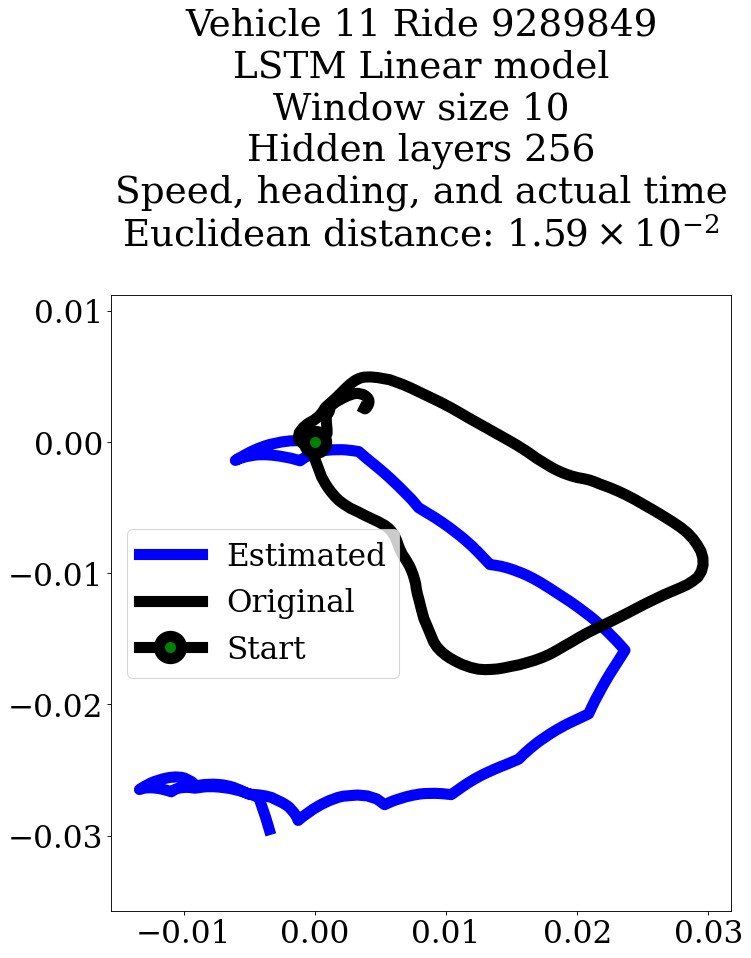 Vehicle 11 Ride 9289849
LSTM Linear model
Window size 10
Hidden layers 256
Speed, heading, and actual time
Euclidean distance: 1.59 × 10⁻²
0.01
0.00
−0.01
−0.02
−0.03
Estimated
Original
Start
−0.01 0.00 0.01 0.02 0.03